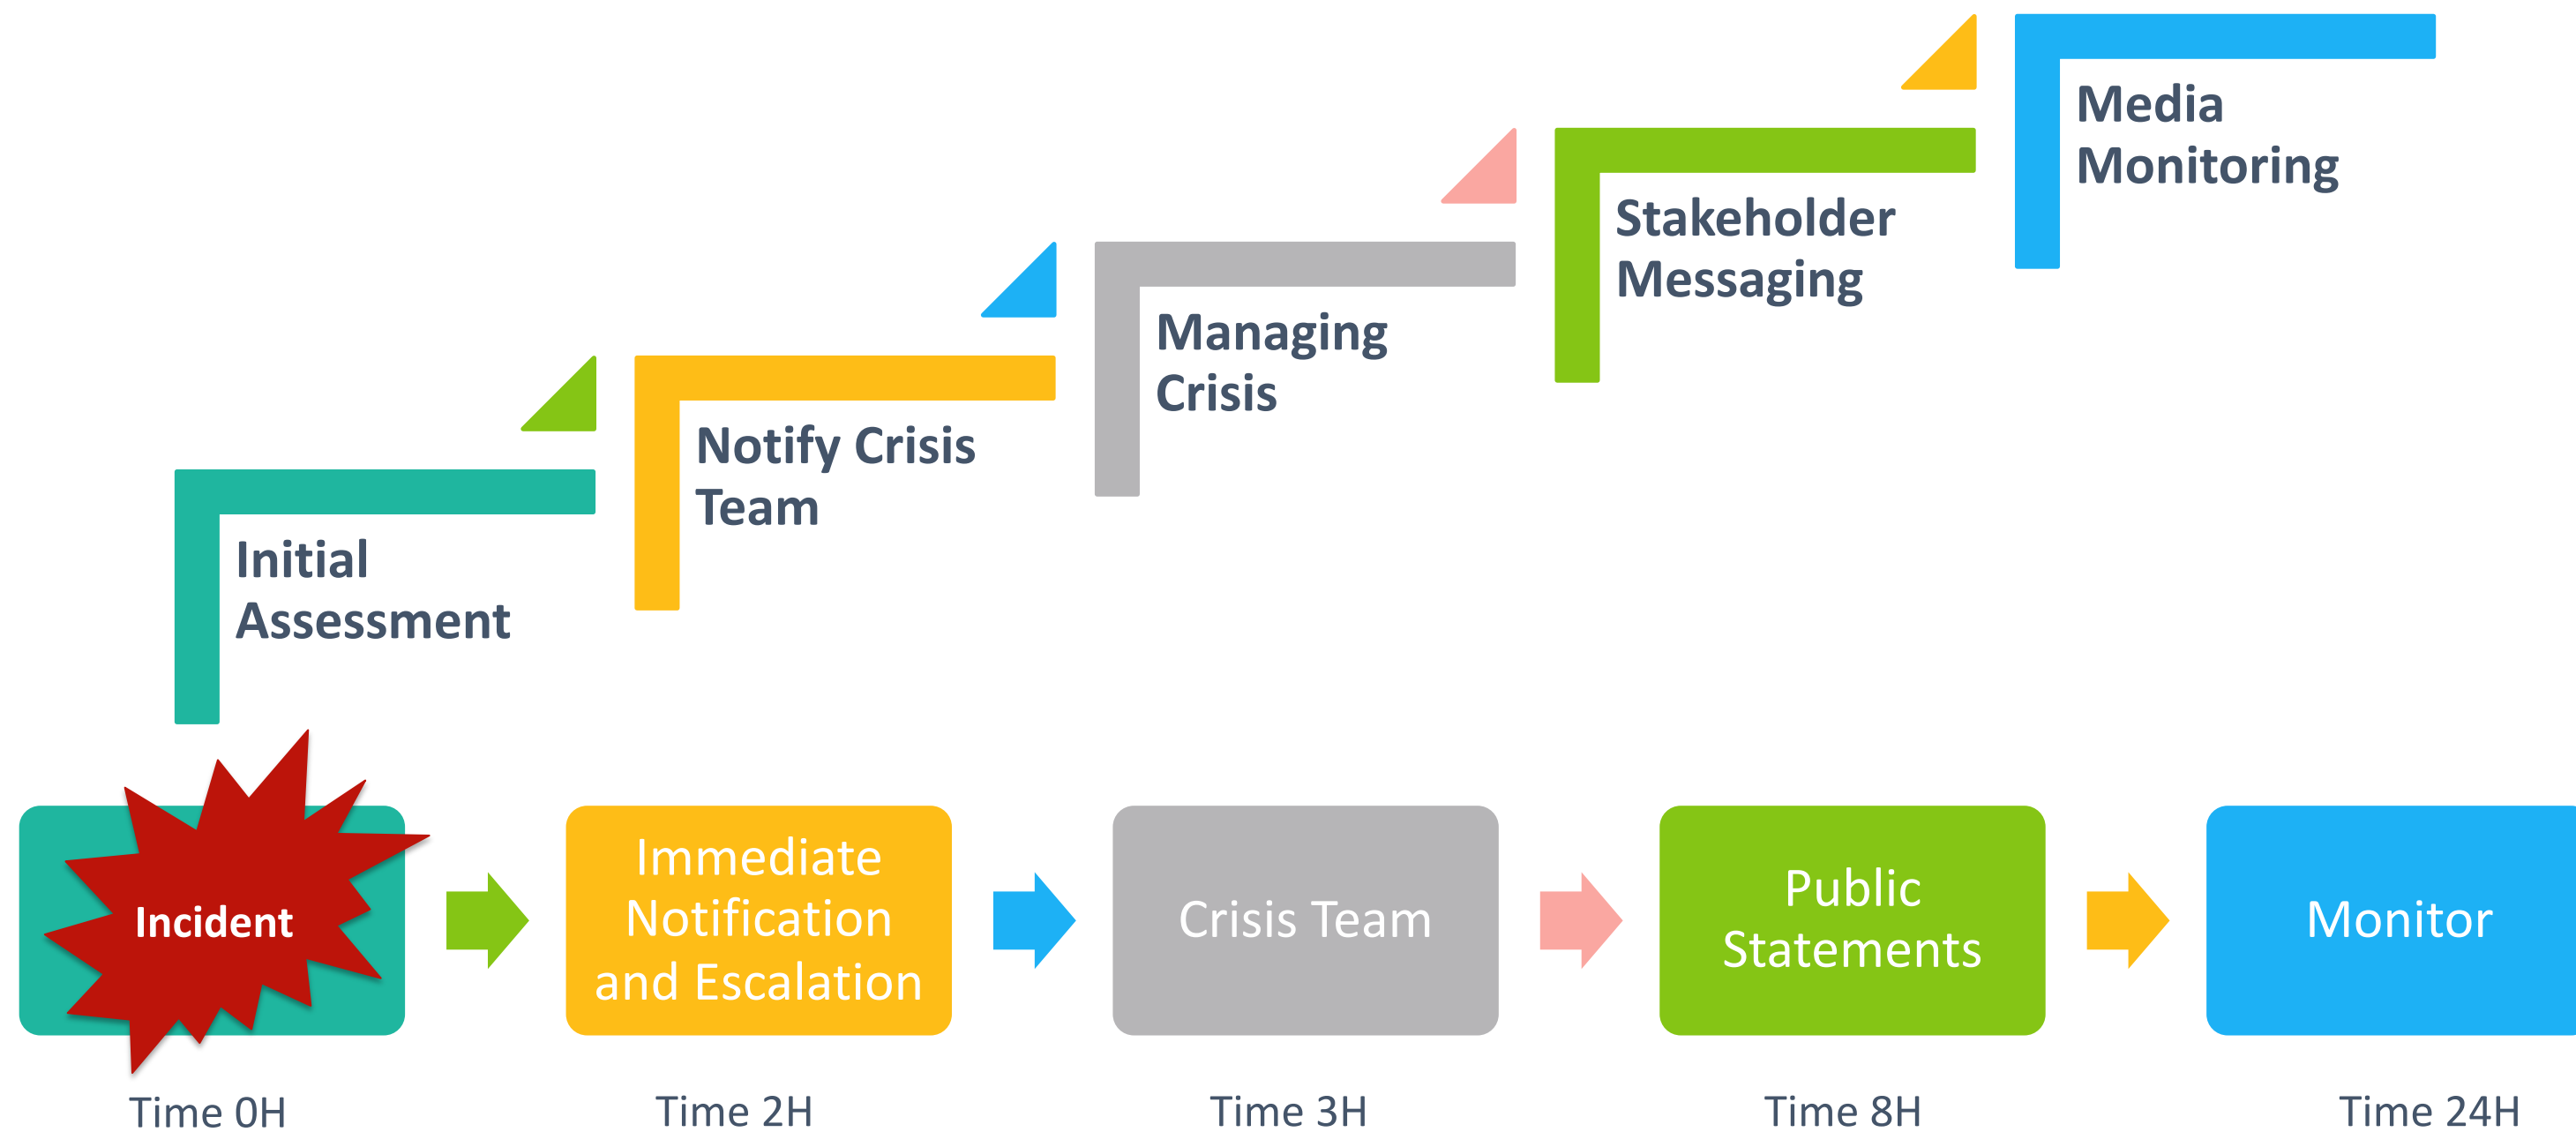 Media
Monitoring
Stakeholder
Messaging
Managing
Crisis
Notify Crisis
Team
Initial
Assessment
Incident
Immediate
Notification
and Escalation
Crisis Team
Public
Statements
Monitor
Time 0H
Time 2H
Time 3H
Time 8H
Time 24H